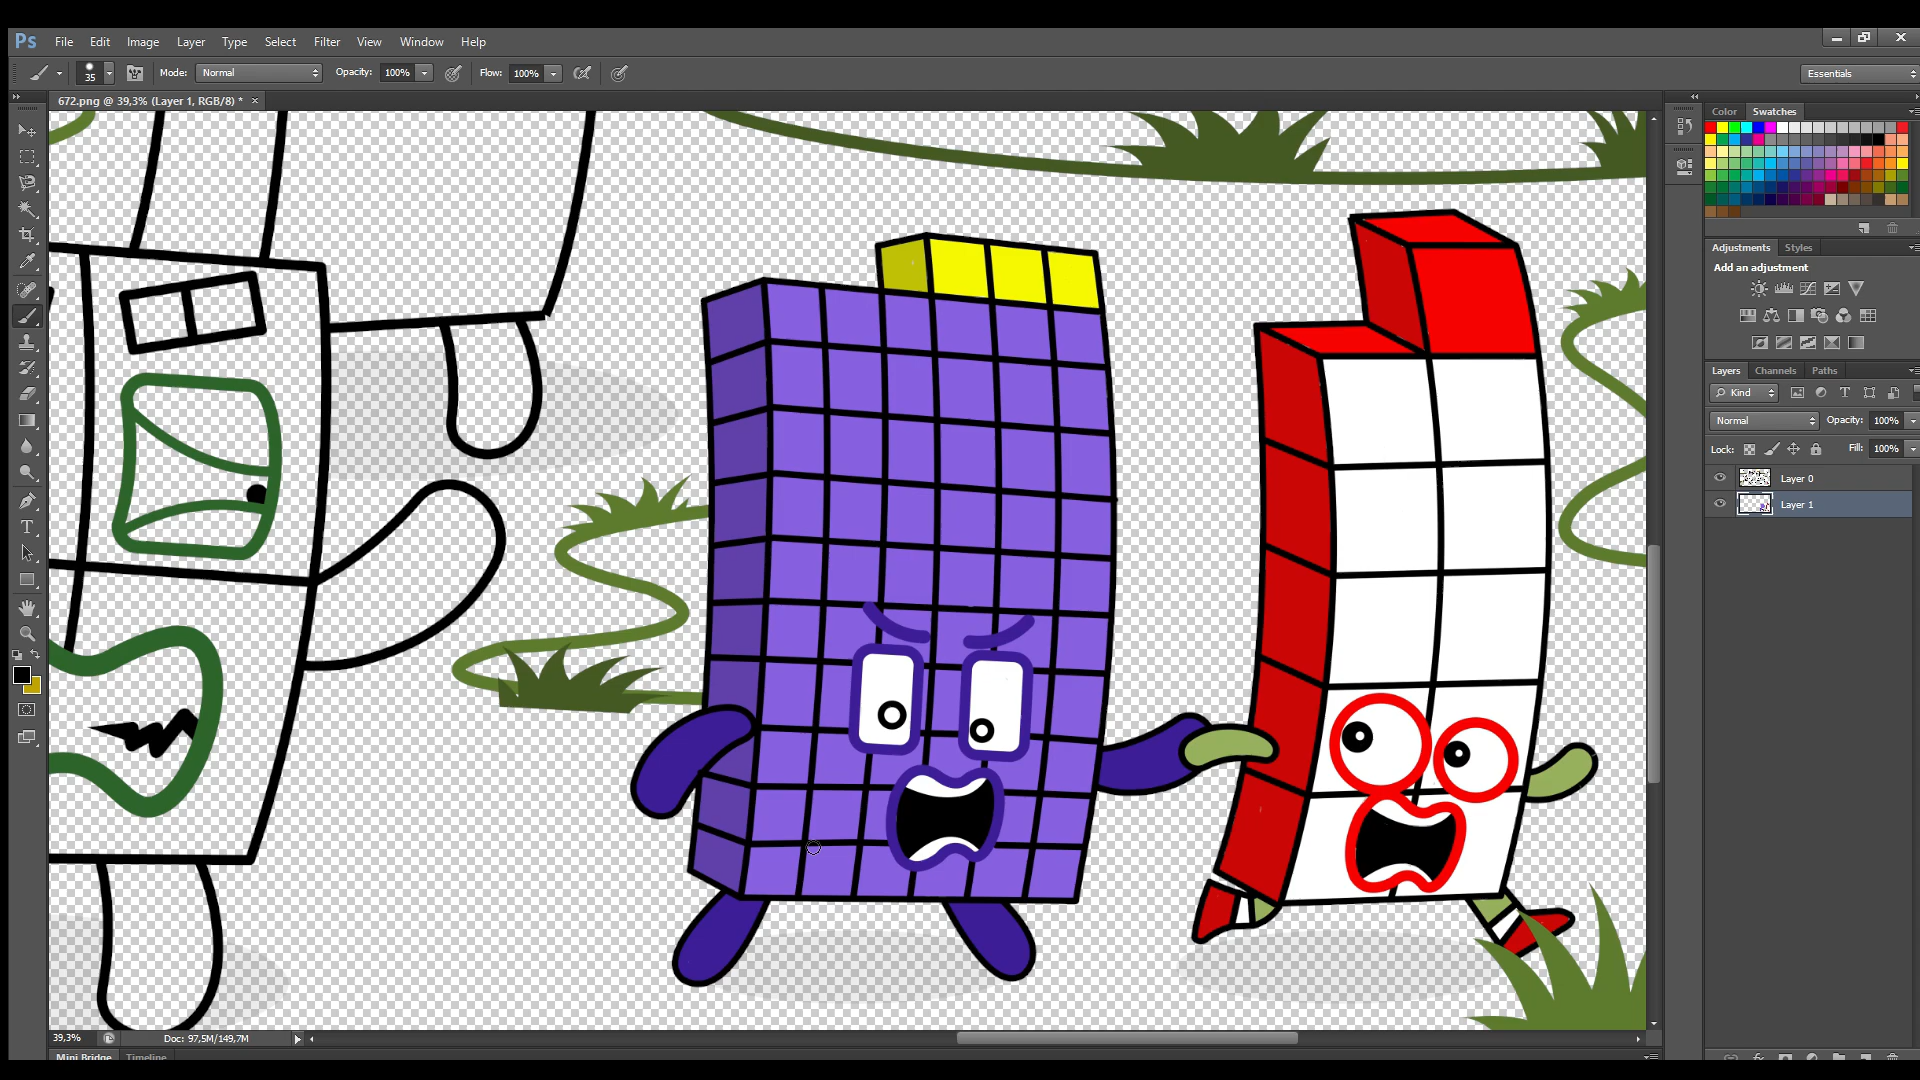 Ps File Edit Image Layer Type Select Filter View Window Help
35 Mode: Normal Opacity: 100% Flow: 100% Essentials
672.png @ 39,3% (Layer 1, RGB/8) * ×
Color Swatches
Adjustments Styles
Add an adjustment
Layers Channels Paths
Kind
Normal Opacity: 100%
Lock: Fill: 100%
Layer 0
Layer 1
39,3% Doc: 97,5M/149,7M
Mini Bridge Timeline